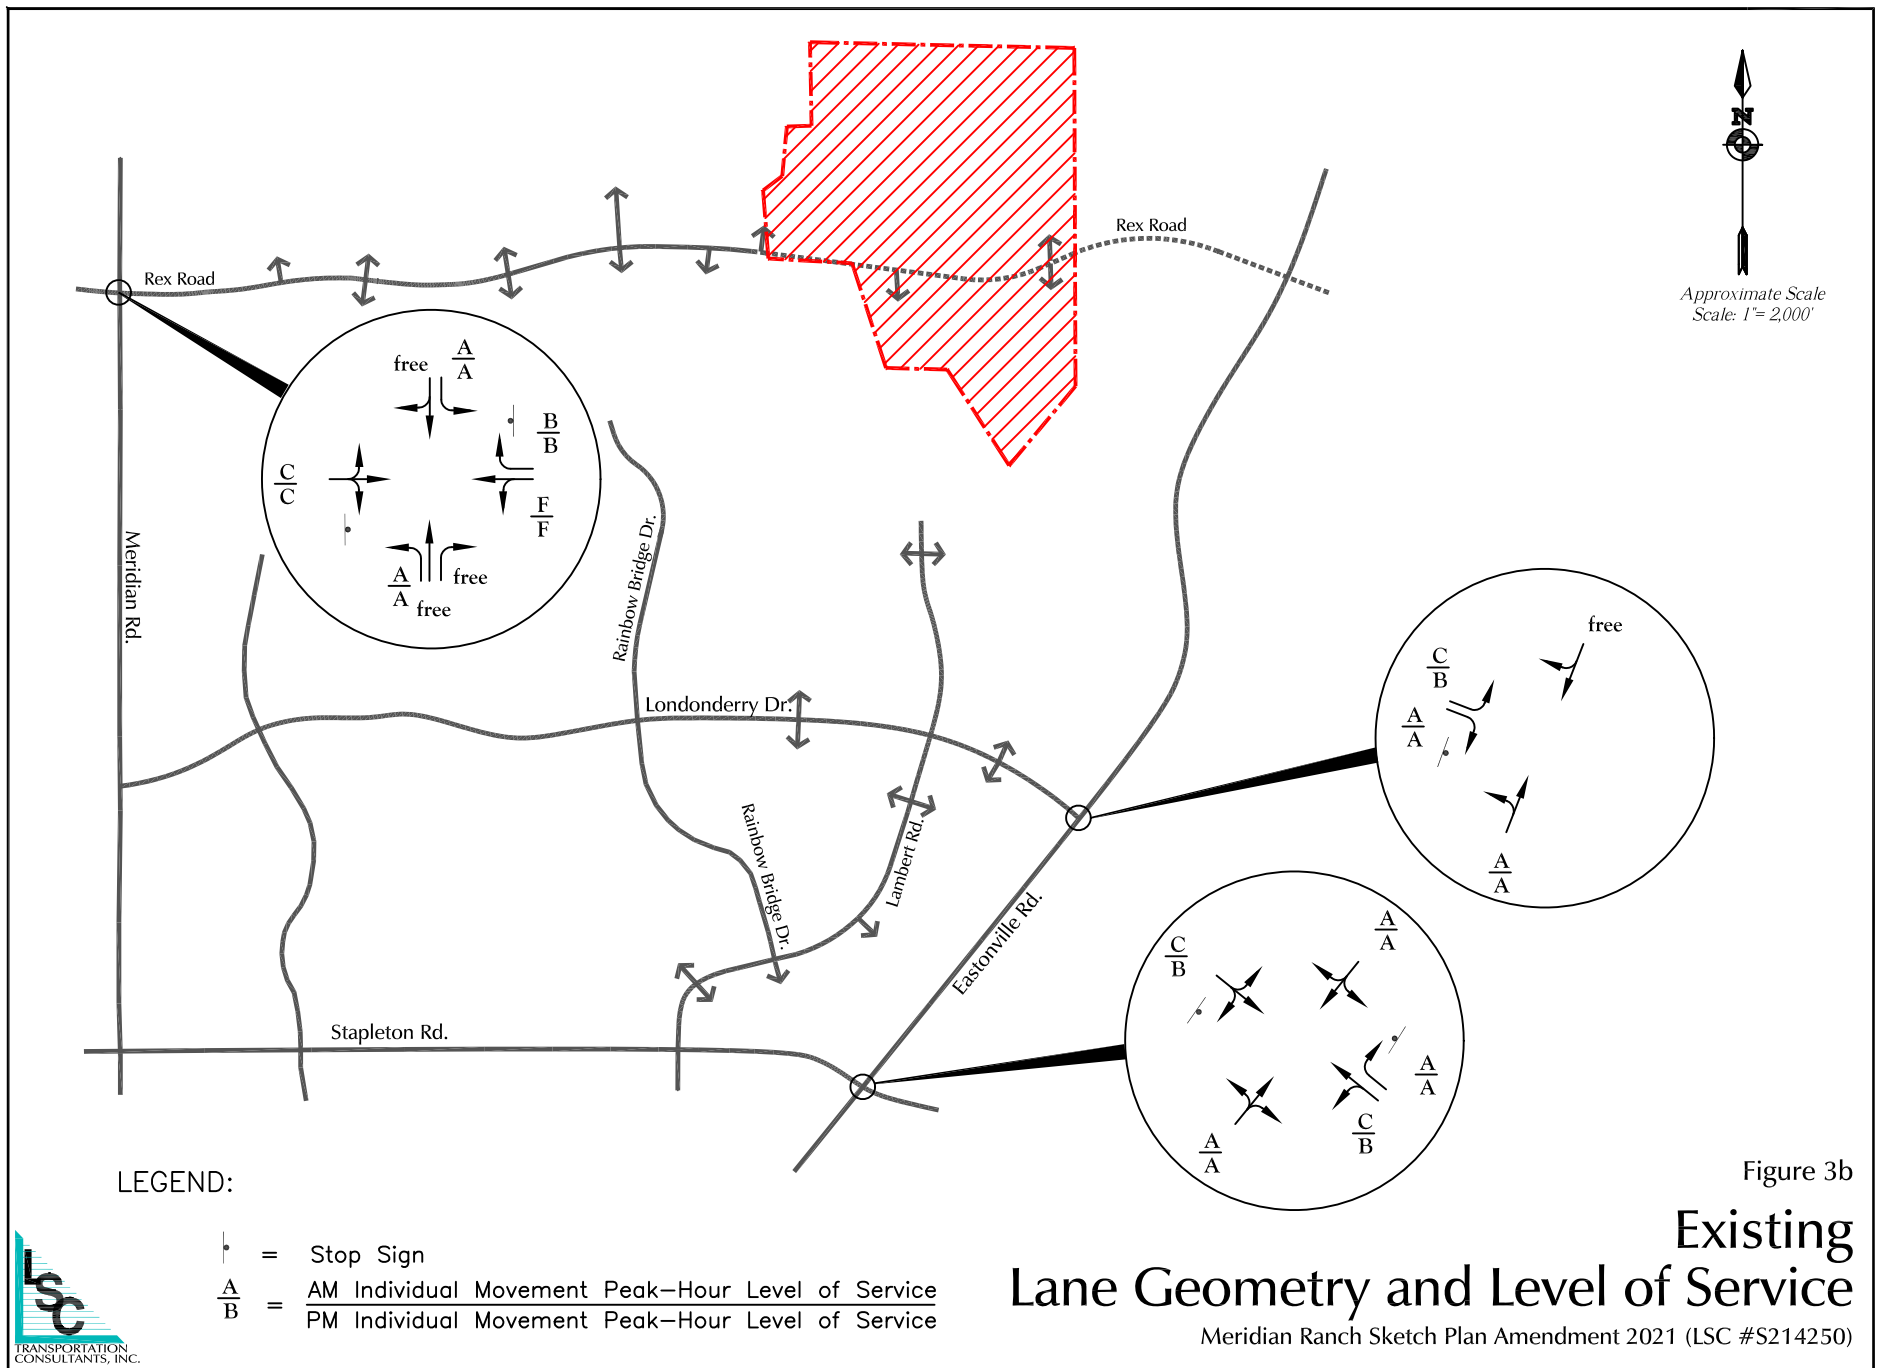 N
Approximate Scale
Scale: 1"= 2,000'
Rex Road
Rex Road
free
A
A
B
B
C
C
F
F
A
A
free
free
Meridian Rd.
Rainbow Bridge Dr.
Londonderry Dr.
Rainbow Bridge Dr.
Lambert Rd.
Eastonville Rd.
Stapleton Rd.
free
C
B
A
A
A
A
A
A
C
B
A
A
C
B
A
A
LEGEND:
= Stop Sign
A
B
=
AM Individual Movement Peak-Hour Level of Service
PM Individual Movement Peak-Hour Level of Service
LSC
TRANSPORTATION
CONSULTANTS, INC.
Figure 3b
Existing
Lane Geometry and Level of Service
Meridian Ranch Sketch Plan Amendment 2021 (LSC #S214250)